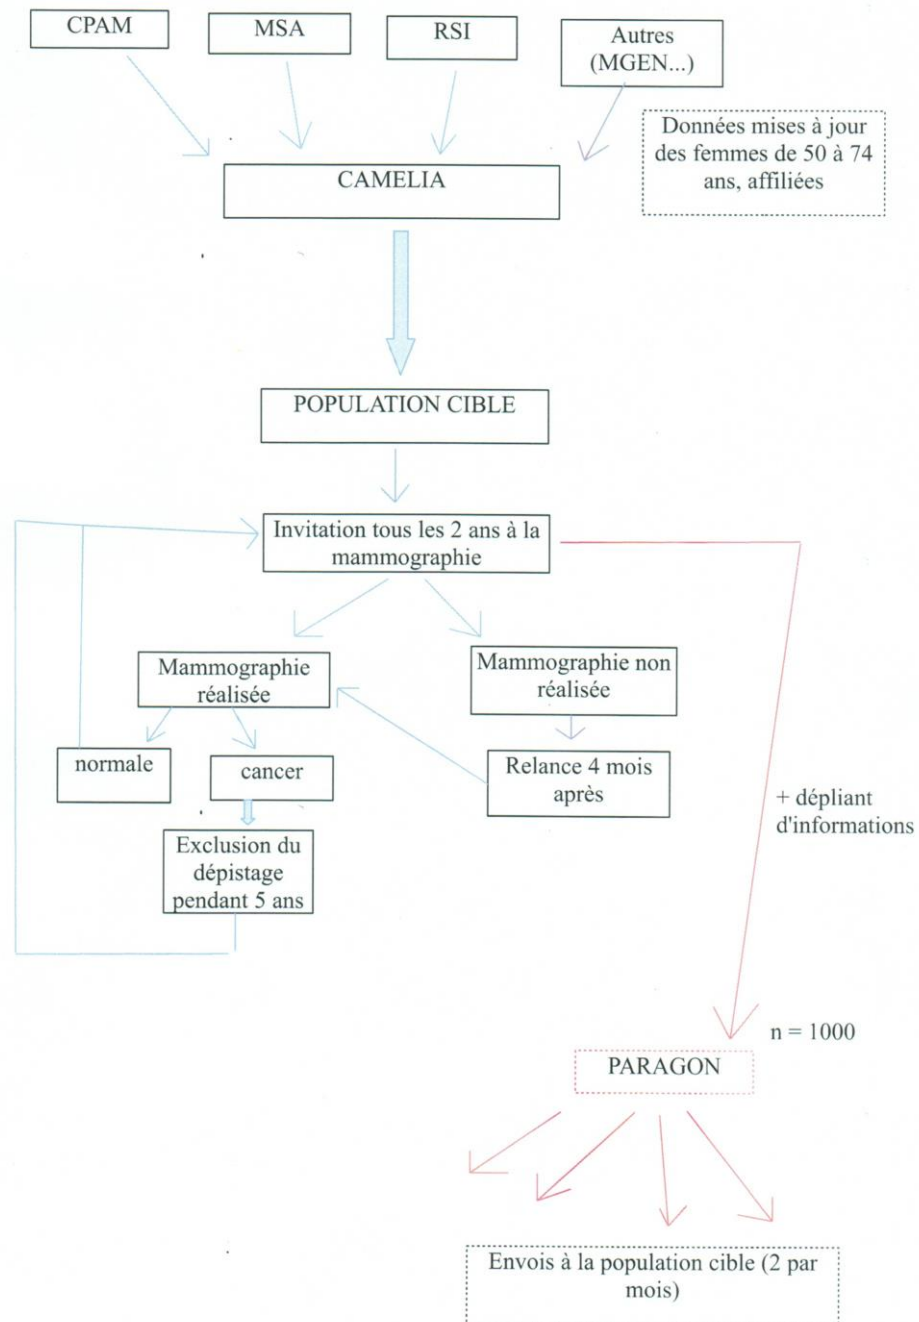 CPAM
MSA
RSI
Autres
(MGEN...)
Données mises à jour
des femmes de 50 à 74
ans, affiliées
CAMELIA
POPULATION CIBLE
Invitation tous les 2 ans à la
mammographie
Mammographie
réalisée
Mammographie non
réalisée
normale
cancer
Relance 4 mois
après
+ dépliant
d'informations
Exclusion du
dépistage
pendant 5 ans
n = 1000
PARAGON
Envois à la population cible (2 par
mois)